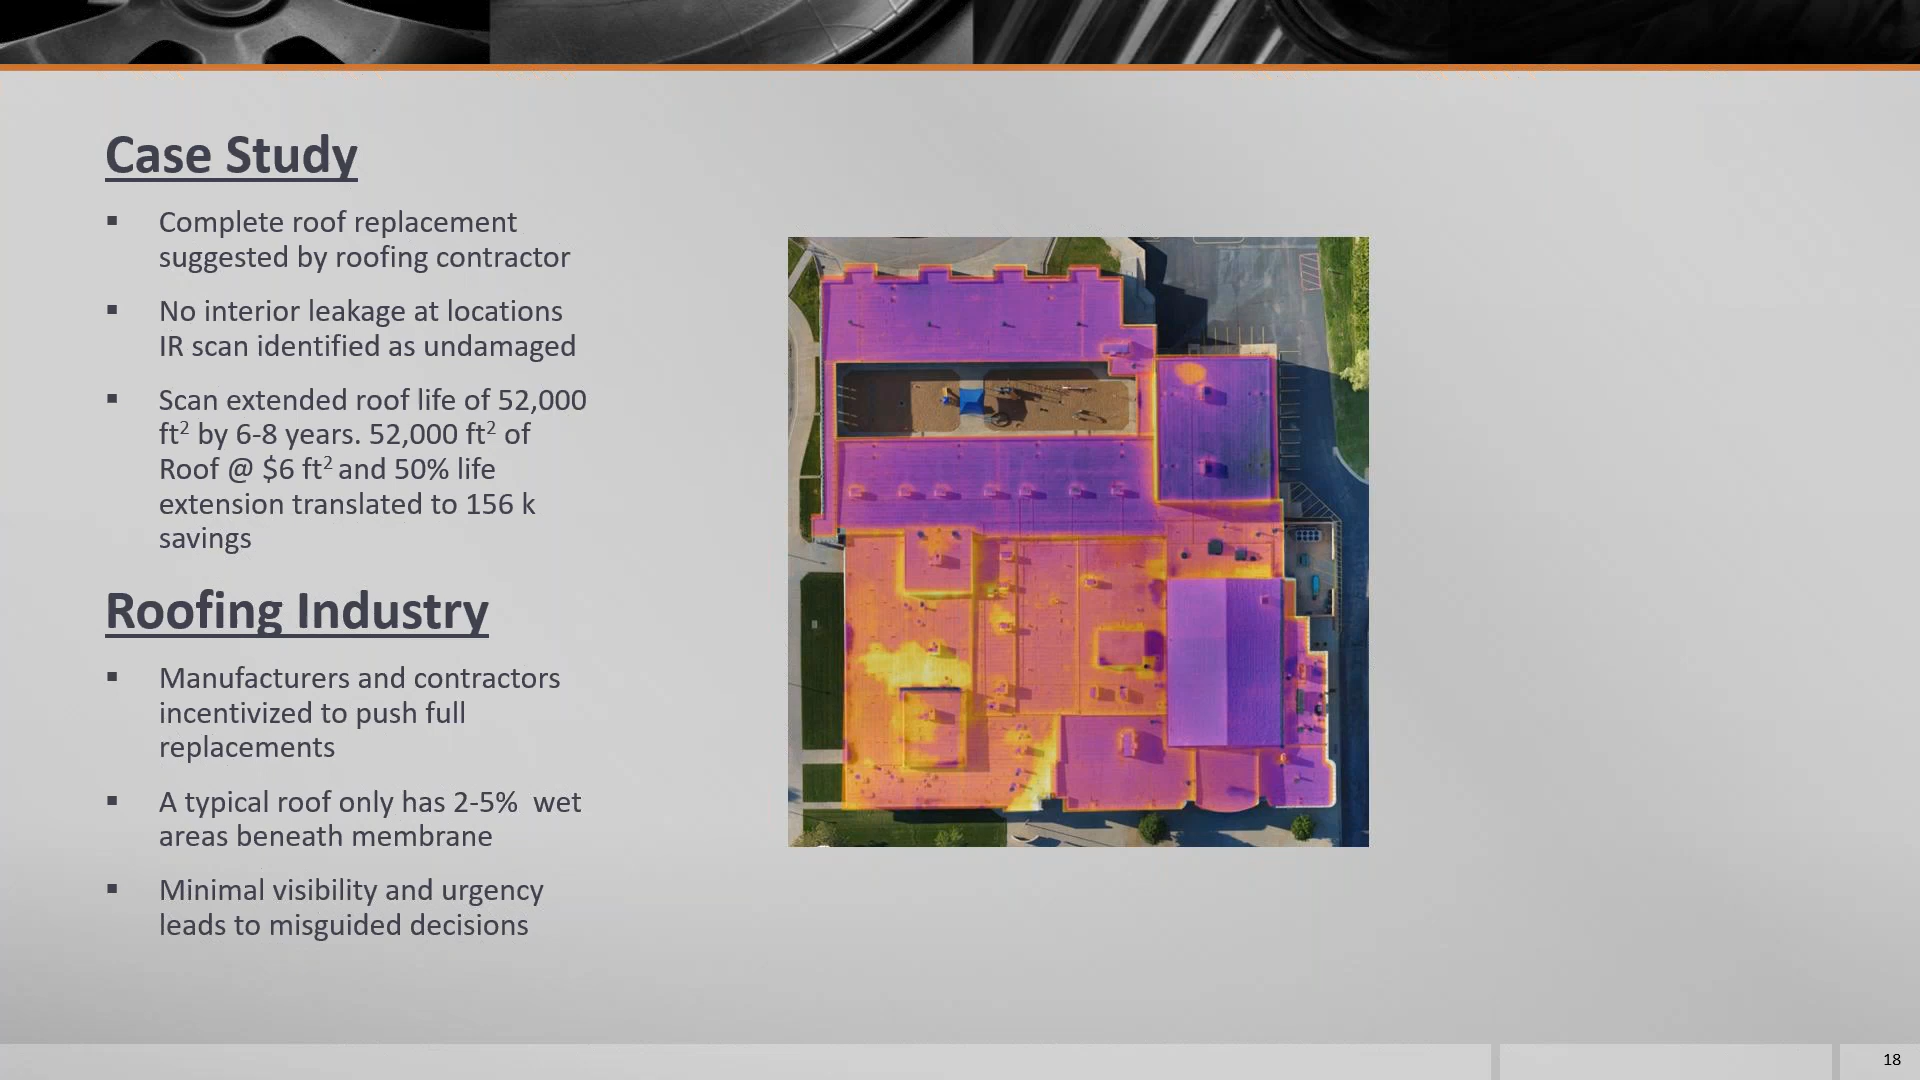 Case Study
▪ Complete roof replacement
suggested by roofing contractor
▪ No interior leakage at locations
IR scan identified as undamaged
▪ Scan extended roof life of 52,000
ft² by 6-8 years. 52,000 ft² of
Roof @ $6 ft² and 50% life
extension translated to 156 k
savings
Roofing Industry
▪ Manufacturers and contractors
incentivized to push full
replacements
▪ A typical roof only has 2-5%  wet
areas beneath membrane
▪ Minimal visibility and urgency
leads to misguided decisions
18